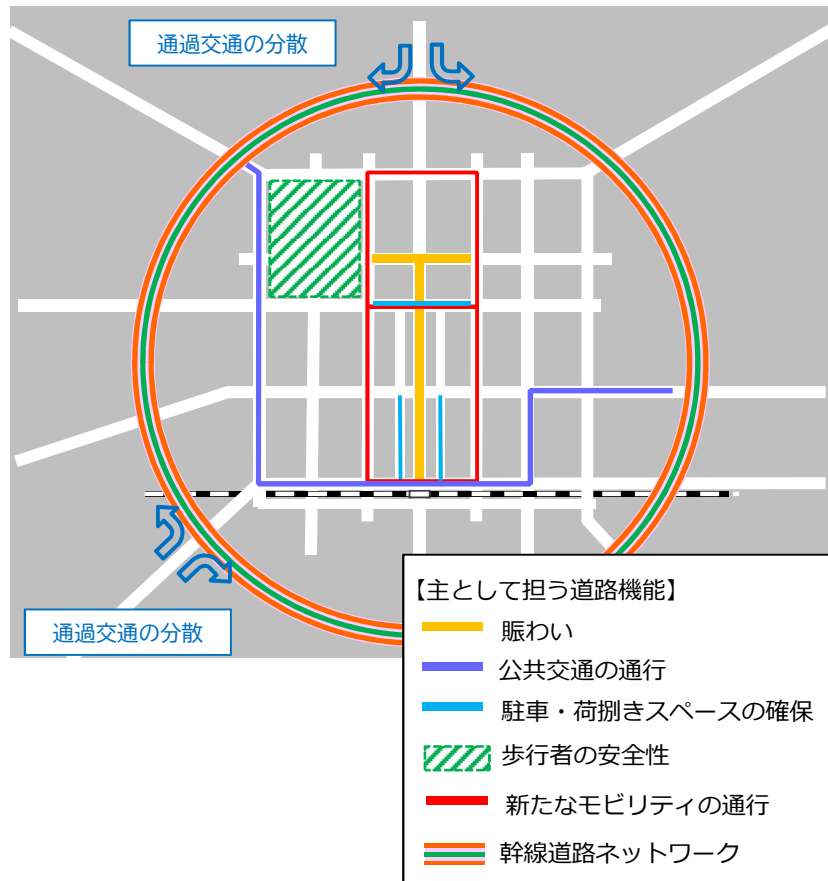 通過交通の分散
通過交通の分散
【主として担う道路機能】
賑わい
公共交通の通行
駐車・荷捌きスペースの確保
歩行者の安全性
新たなモビリティの通行
幹線道路ネットワーク